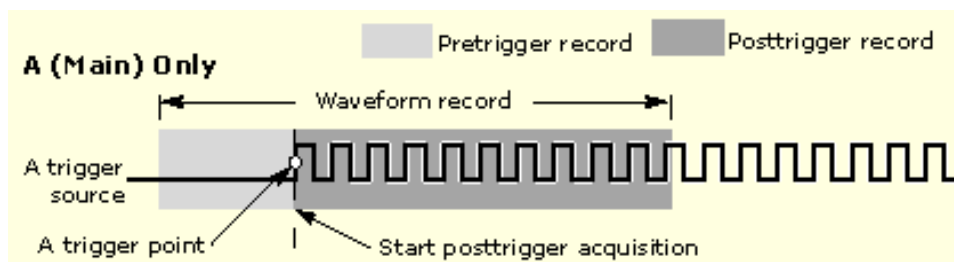 Pretrigger record
Posttrigger record
A (Main) Only
Waveform record
A trigger
source
A trigger point
Start posttrigger acquisition